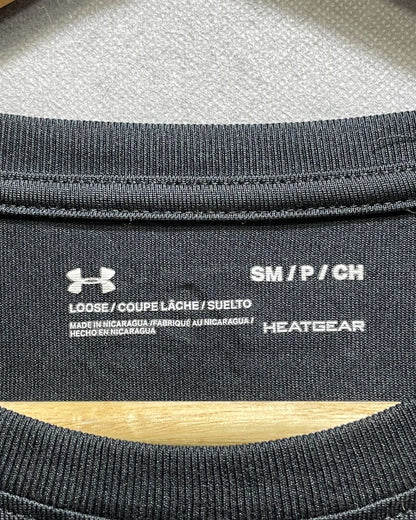 SM / P / CH
LOOSE / COUPE LÂCHE / SUELTO
MADE IN NICARAGUA / FABRIQUÉ AU NICARAGUA /
HECHO EN NICARAGUA
HEATGEAR